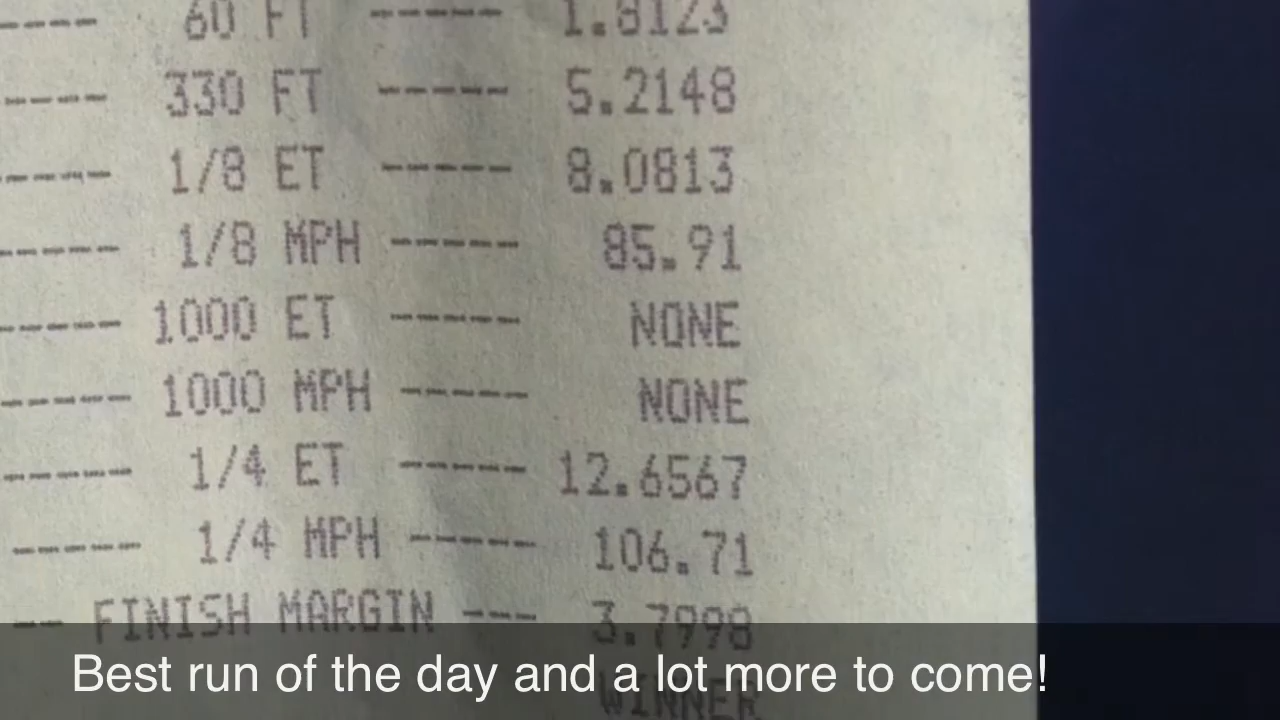 ---- 60 FT ----- 1.8123
----- 330 FT ----- 5.2148
----- 1/8 ET ----- 8.0813
----- 1/8 MPH ----- 85.91
----- 1000 ET ----- NONE
----- 1000 MPH ----- NONE
----- 1/4 ET ----- 12.6567
----- 1/4 MPH ----- 106.71
-- FINISH MARGIN --- 3.7998
Best run of the day and a lot more to come!
WINNER